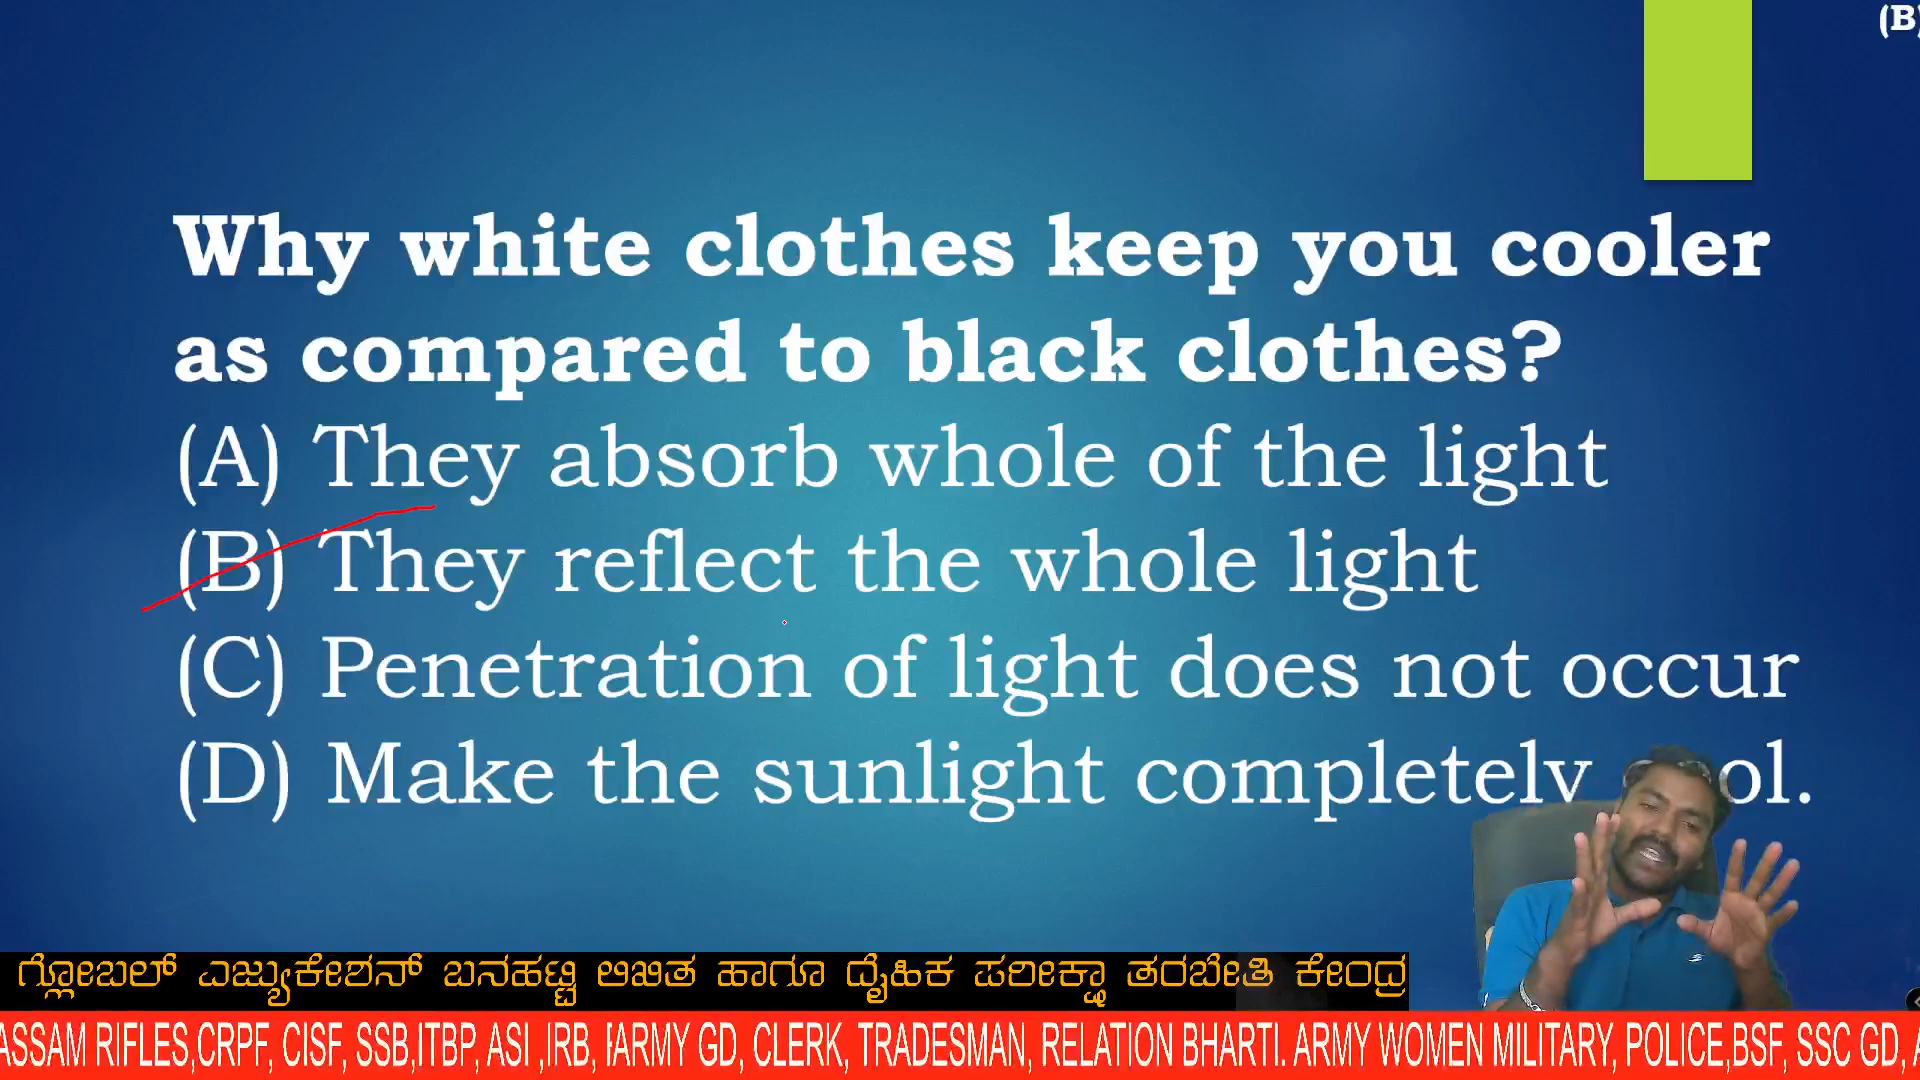 (B)
Why white clothes keep you cooler
as compared to black clothes?
(A) They absorb whole of the light
(B) They reflect the whole light
(C) Penetration of light does not occur
(D) Make the sunlight completely
ಗ್ಲೋಬಲ್ ಎಜ್ಯುಕೇಶನ್ ಬನಹಟ್ಟಿ ಲಿಖಿತ ಹಾಗೂ ದೈಹಿಕ ಪರೀಕ್ಷಾ ತರಬೇತಿ ಕೇಂದ್ರ
ASSAM RIFLES,CRPF, CISF, SSB,ITBP, ASI ,IRB, ARMY GD, CLERK, TRADESMAN, RELATION BHARTI. ARMY WOMEN MILITARY, POLICE,BSF, SSC GD,